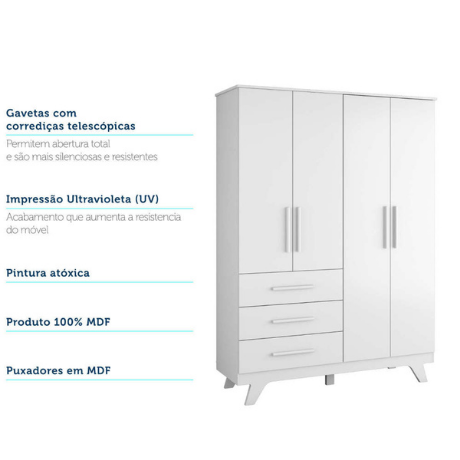 Gavetas com
corrediças telescópicas
Permitem abertura total
e são mais silenciosas e resistentes
Impressão Ultravioleta (UV)
Acabamento que aumenta a resistencia
do móvel
Pintura atóxica
Produto 100% MDF
Puxadores em MDF